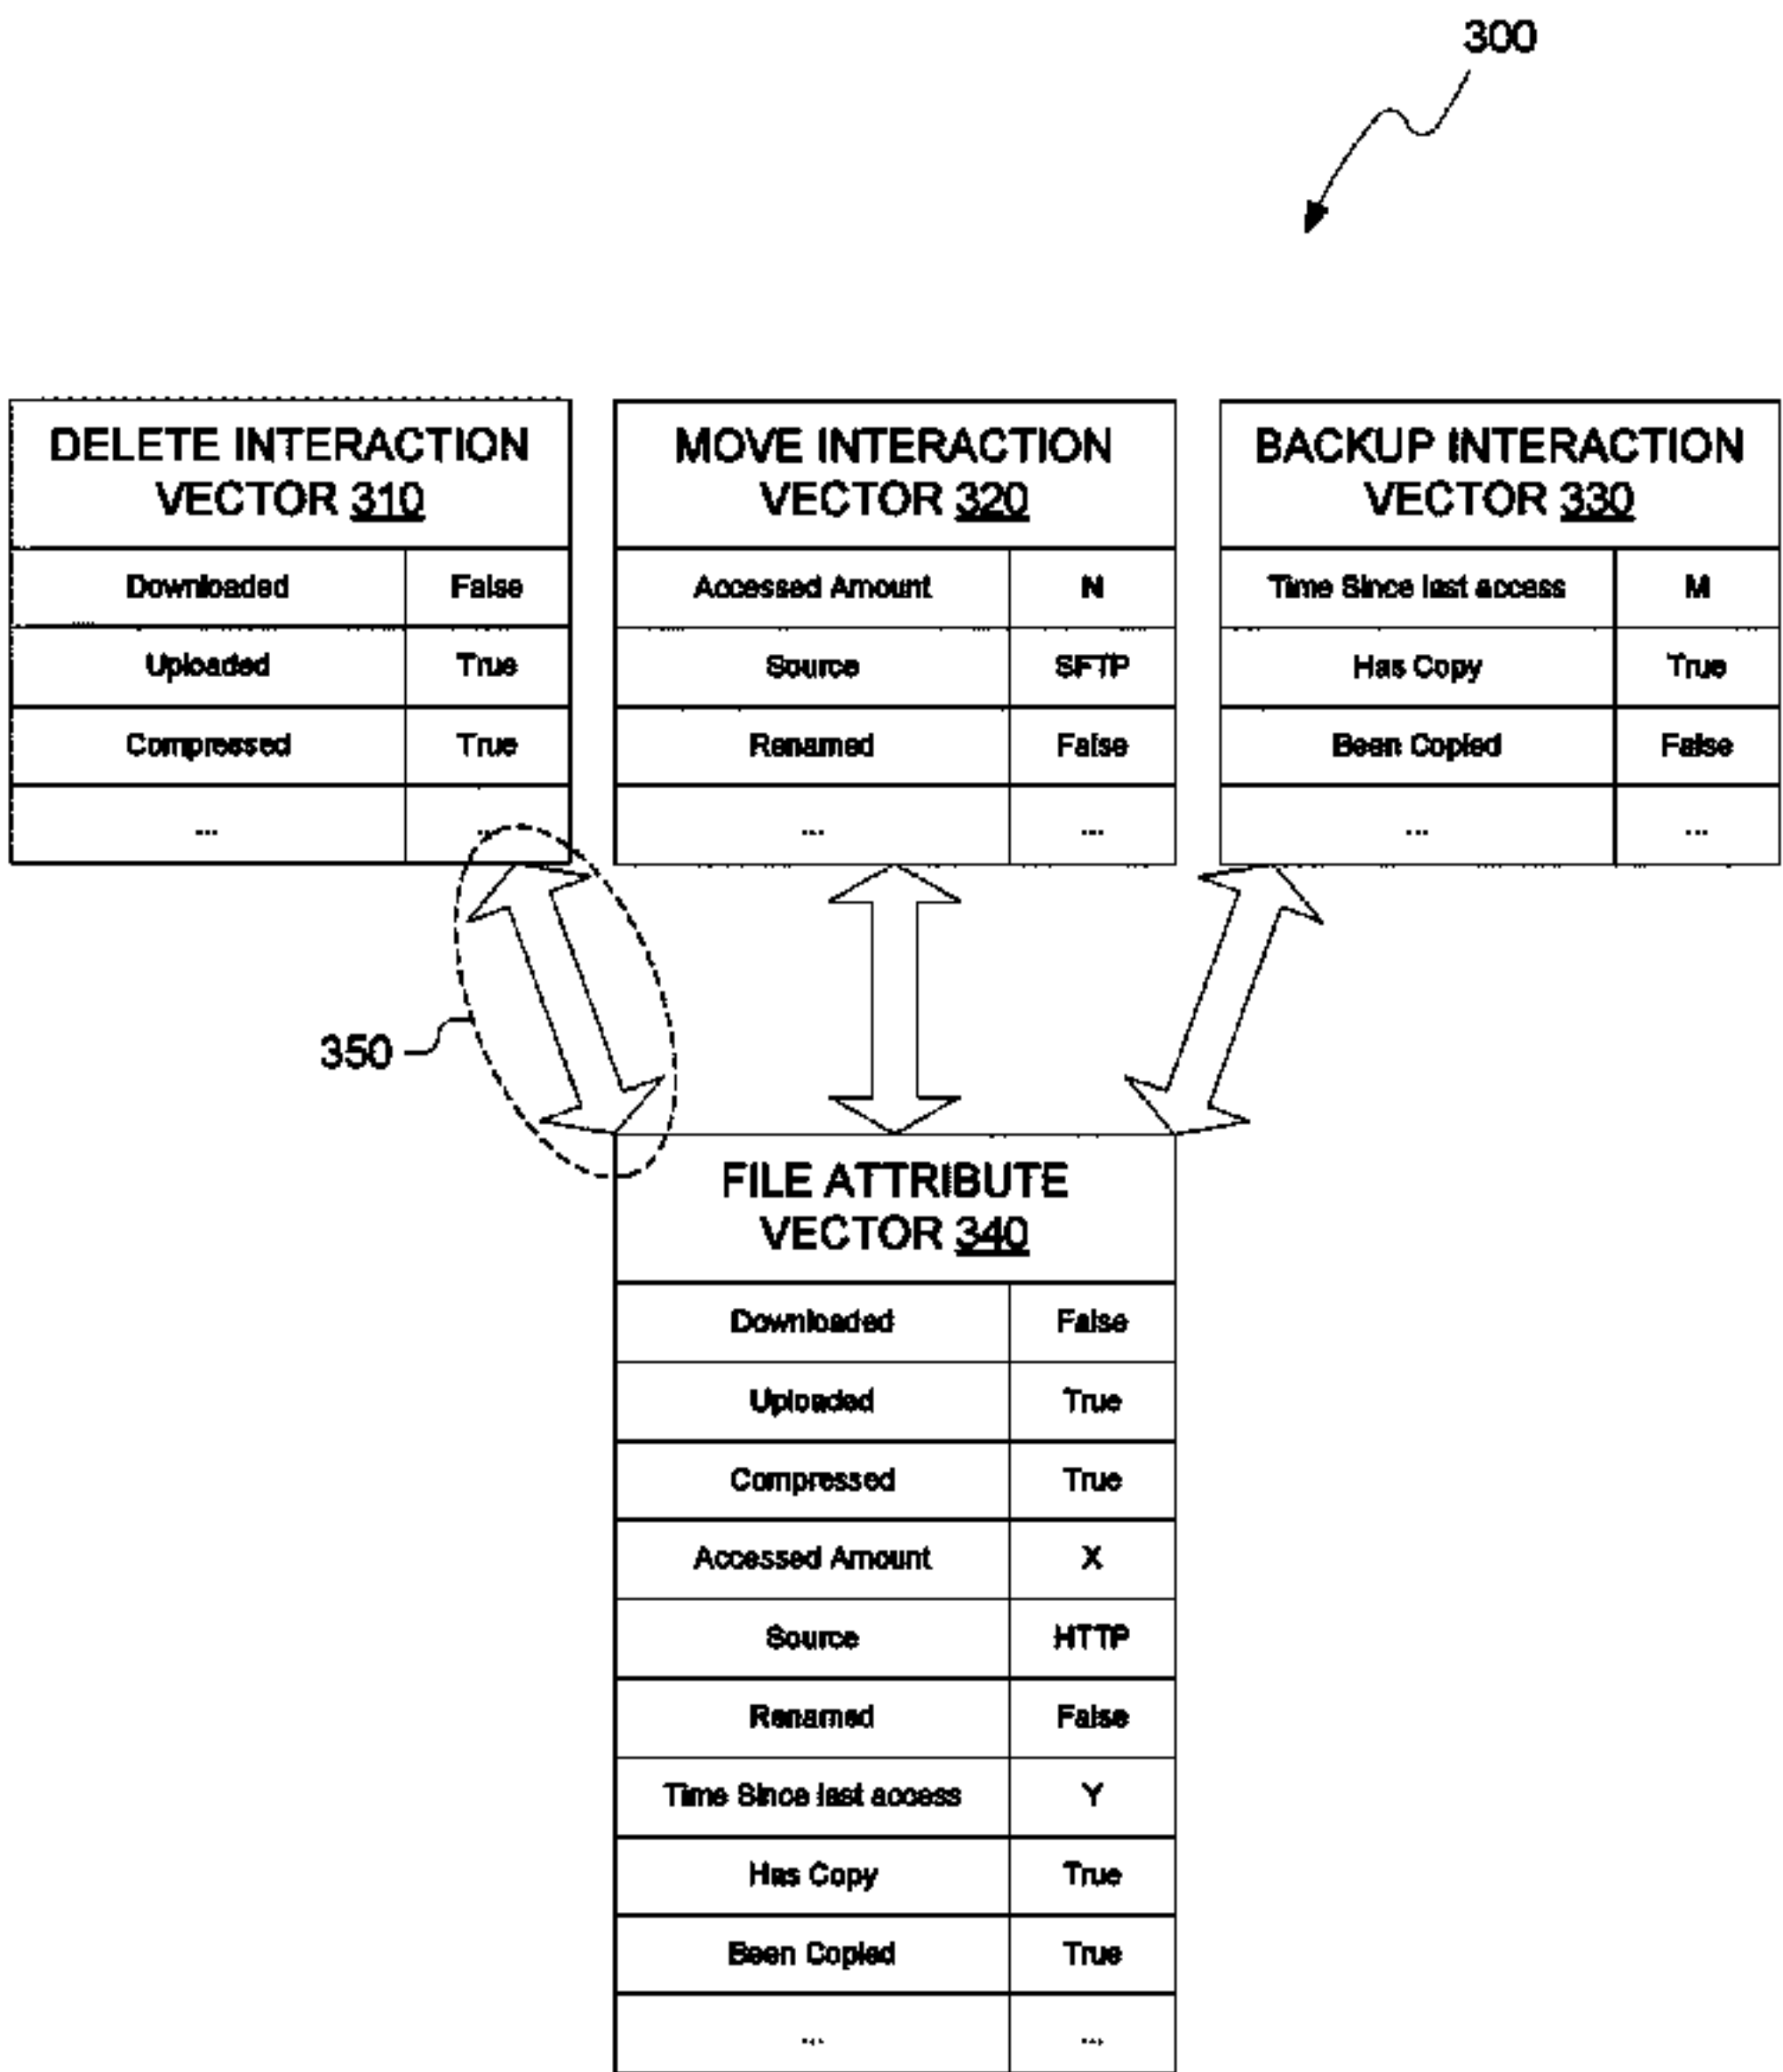 300
DELETE INTERACTION
VECTOR 310
Downloaded False
Uploaded True
Compressed True
... ...
MOVE INTERACTION
VECTOR 320
Accessed Amount N
Source SFTP
Renamed False
... ...
BACKUP INTERACTION
VECTOR 330
Time Since last access M
Has Copy True
Been Copied False
... ...
350
FILE ATTRIBUTE
VECTOR 340
Downloaded False
Uploaded True
Compressed True
Accessed Amount X
Source HTTP
Renamed False
Time Since last access Y
Has Copy True
Been Copied True
... ...